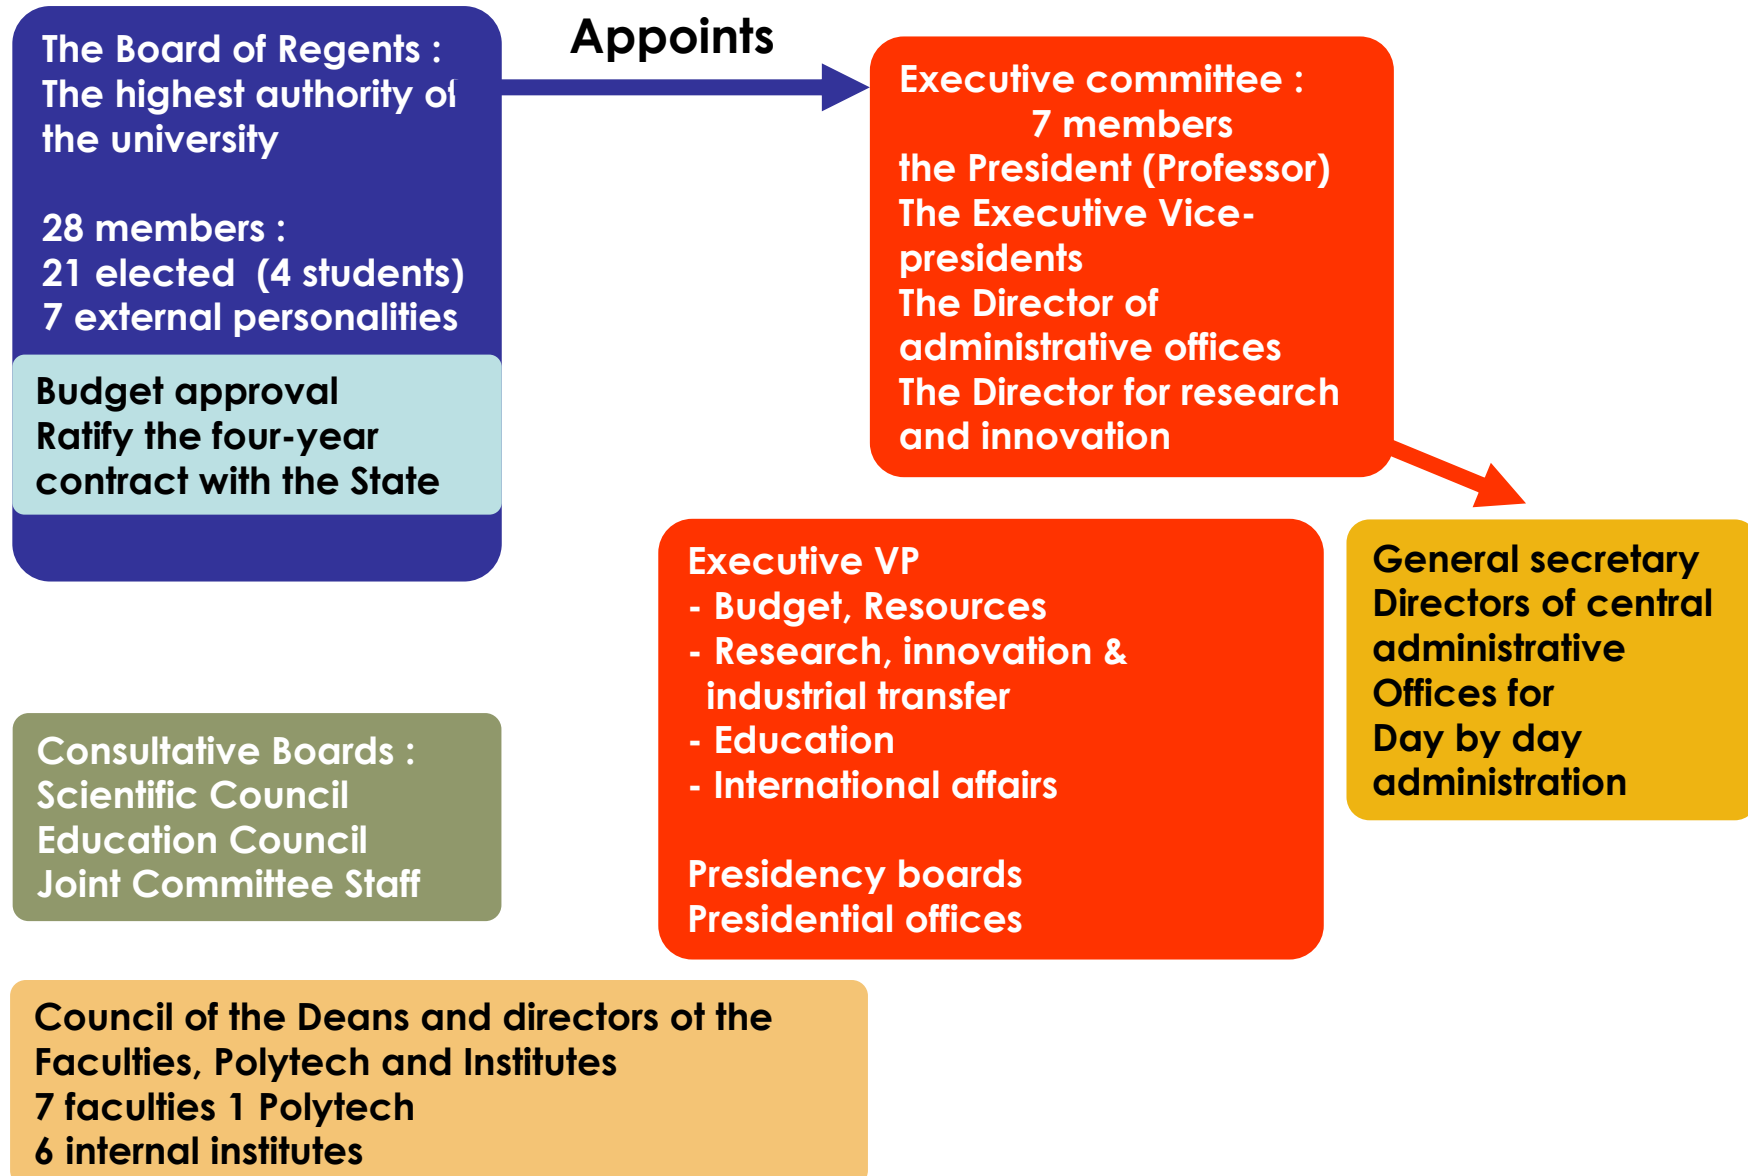 The Board of Regents :
The highest authority of
the university
28 members :
21 elected (4 students)
7 external personalities
Budget approval
Ratify the four-year
contract with the State
Appoints
Executive committee :
7 members
the President (Professor)
The Executive Vice-
presidents
The Director of
administrative offices
The Director for research
and innovation
Executive VP
- Budget, Resources
- Research, innovation &
industrial transfer
- Education
- International affairs
Presidency boards
Presidential offices
General secretary
Directors of central
administrative
Offices for
Day by day
administration
Consultative Boards :
Scientific Council
Education Council
Joint Committee Staff
Council of the Deans and directors ot the
Faculties, Polytech and Institutes
7 faculties 1 Polytech
6 internal institutes